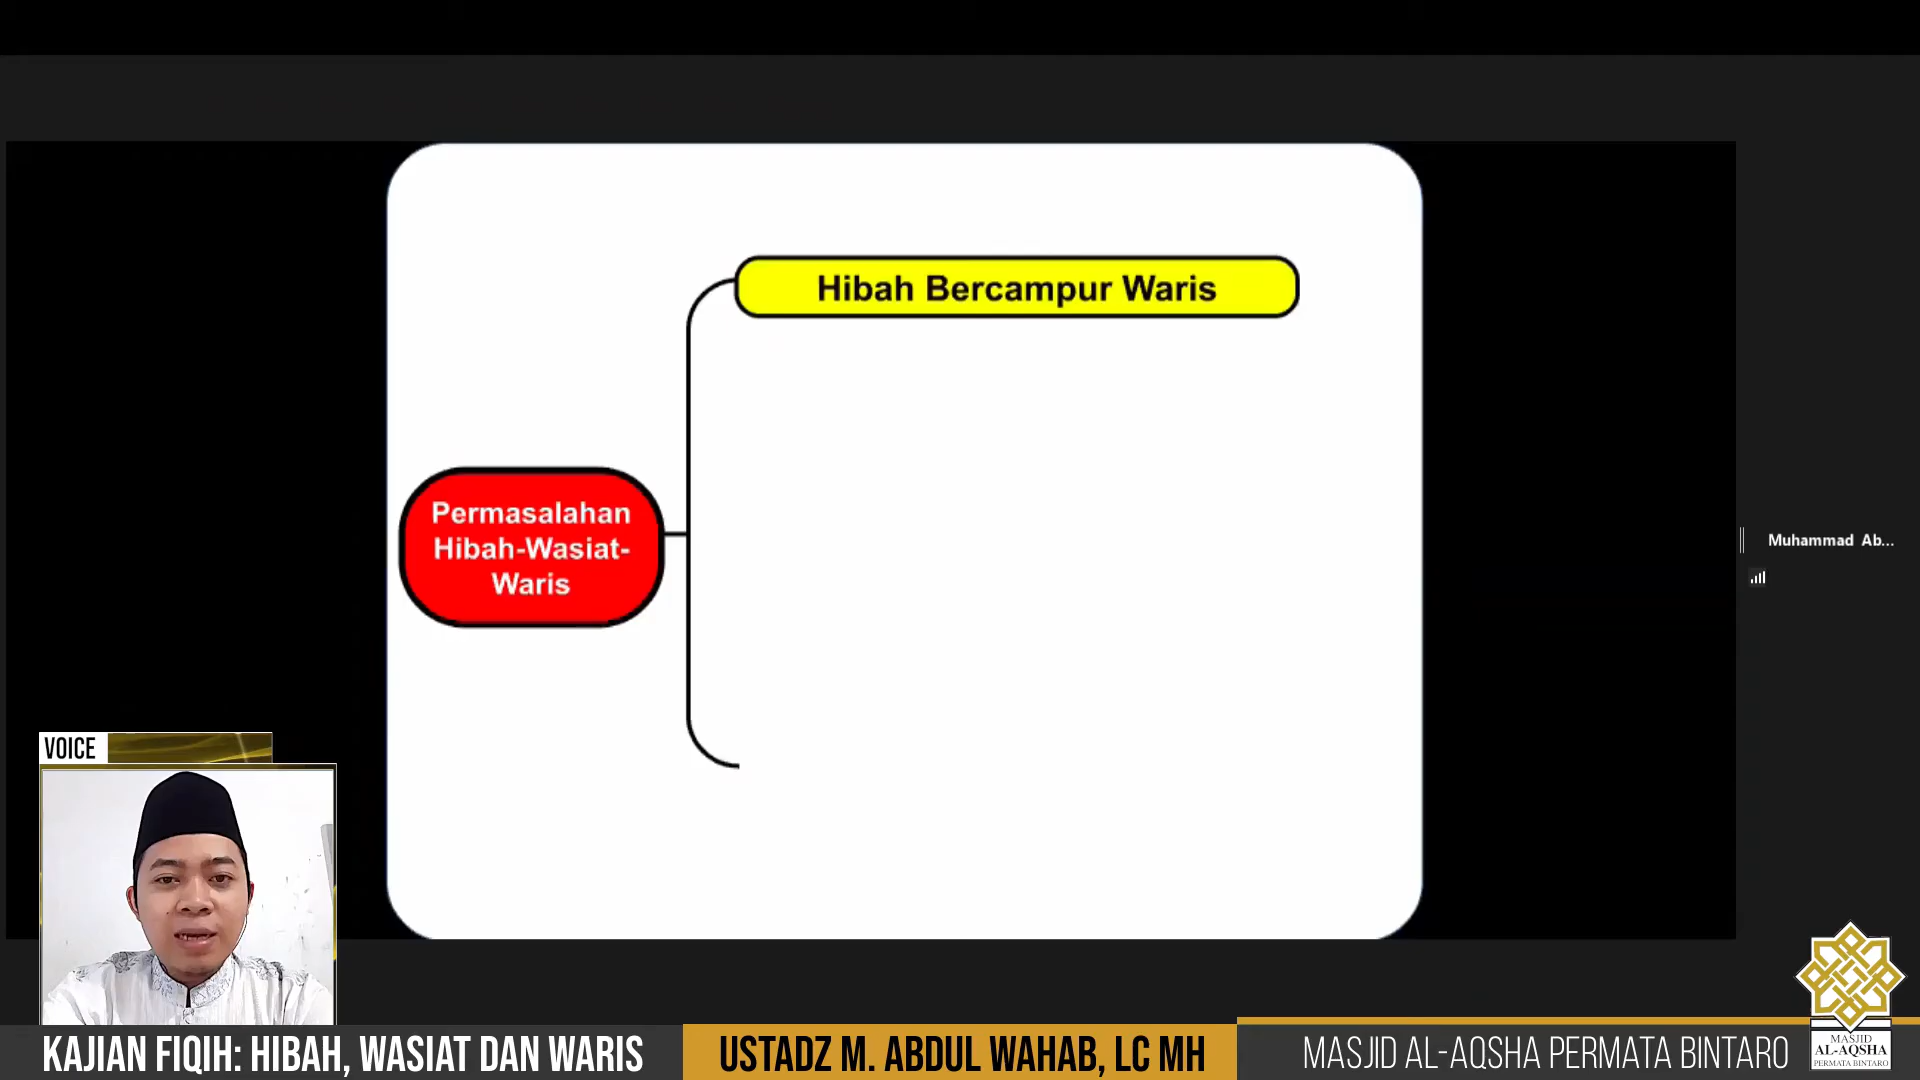 Hibah Bercampur Waris
Permasalahan
Hibah-Wasiat-
Waris
Muhammad Ab...
VOICE
KAJIAN FIQIH: HIBAH, WASIAT DAN WARIS
USTADZ M. ABDUL WAHAB, LC MH
MASJID AL-AQSHA PERMATA BINTARO
MASJID
AL-AQSHA
PERMATA BINTARO